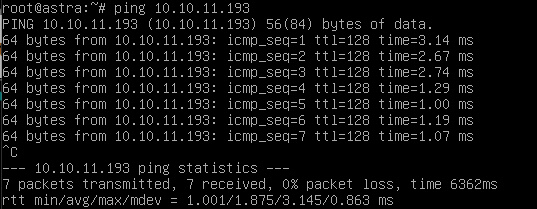 root@astra:~# ping 10.10.11.193
PING 10.10.11.193 (10.10.11.193) 56(84) bytes of data.
64 bytes from 10.10.11.193: icmp_seq=1 ttl=128 time=3.14 ms
64 bytes from 10.10.11.193: icmp_seq=2 ttl=128 time=2.67 ms
64 bytes from 10.10.11.193: icmp_seq=3 ttl=128 time=2.74 ms
64 bytes from 10.10.11.193: icmp_seq=4 ttl=128 time=1.29 ms
64 bytes from 10.10.11.193: icmp_seq=5 ttl=128 time=1.00 ms
64 bytes from 10.10.11.193: icmp_seq=6 ttl=128 time=1.19 ms
64 bytes from 10.10.11.193: icmp_seq=7 ttl=128 time=1.07 ms
^C
--- 10.10.11.193 ping statistics ---
7 packets transmitted, 7 received, 0% packet loss, time 6362ms
rtt min/avg/max/mdev = 1.001/1.875/3.145/0.863 ms